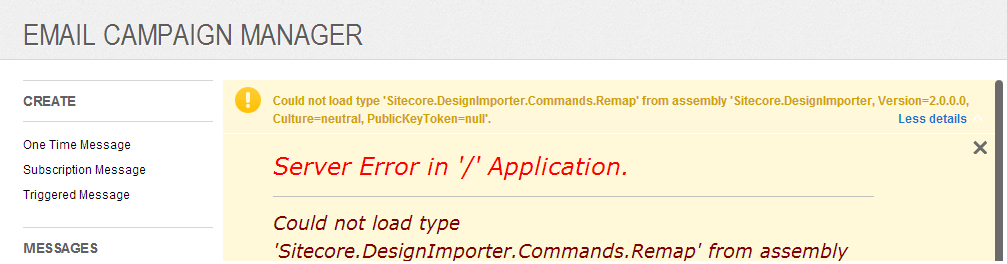 EMAIL CAMPAIGN MANAGER
CREATE
One Time Message
Subscription Message
Triggered Message
MESSAGES
Could not load type 'Sitecore.DesignImporter.Commands.Remap' from assembly 'Sitecore.DesignImporter, Version=2.0.0.0,
Culture=neutral, PublicKeyToken=null'.
Less details
Server Error in '/' Application.
Could not load type
'Sitecore.DesignImporter.Commands.Remap' from assembly